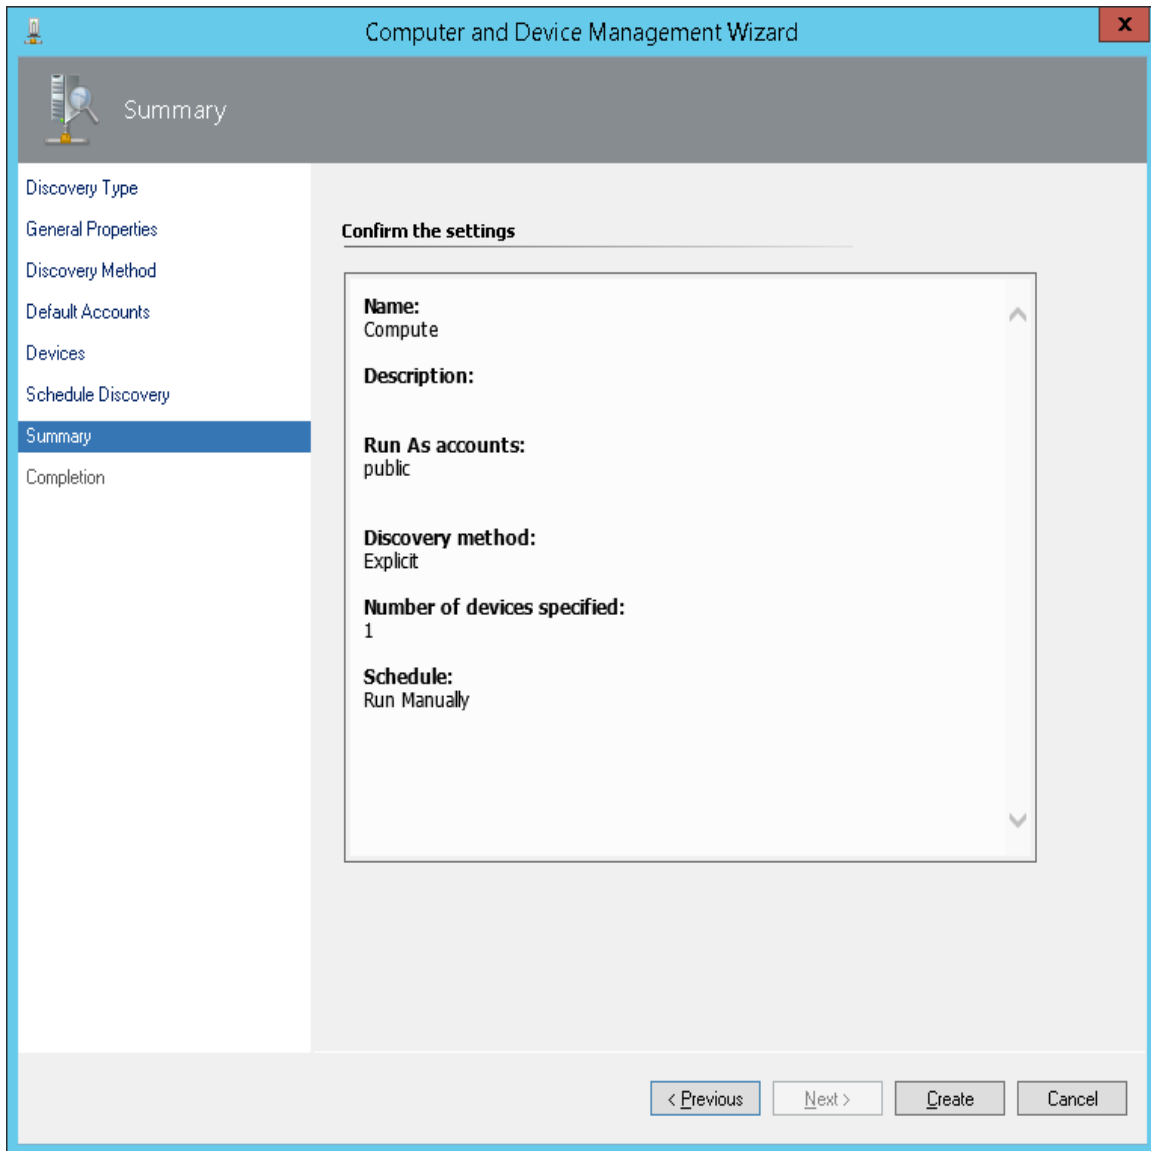 Computer and Device Management Wizard
x
Summary
Discovery Type
General Properties
Discovery Method
Default Accounts
Devices
Schedule Discovery
Summary
Completion
Confirm the settings
Name:
Compute
Description:
Run As accounts:
public
Discovery method:
Explicit
Number of devices specified:
1
Schedule:
Run Manually
< Previous
Next >
Create
Cancel